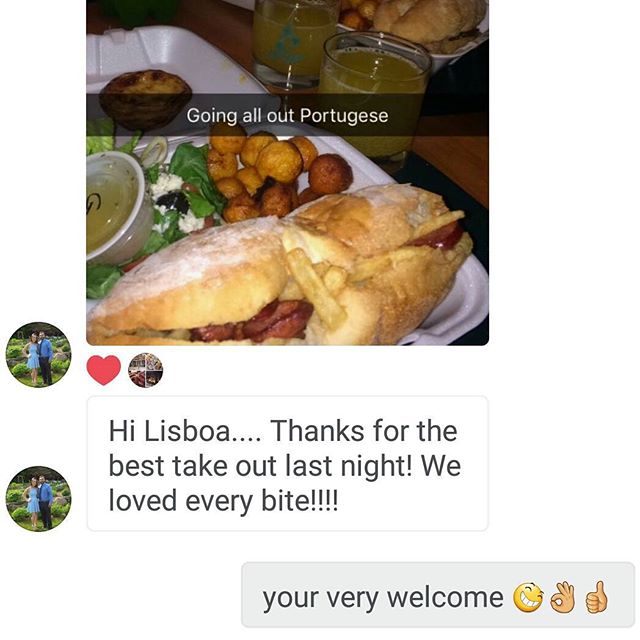 Going all out Portugese
Hi Lisboa.... Thanks for the
best take out last night! We
loved every bite!!!!
your very welcome 😆👌👍